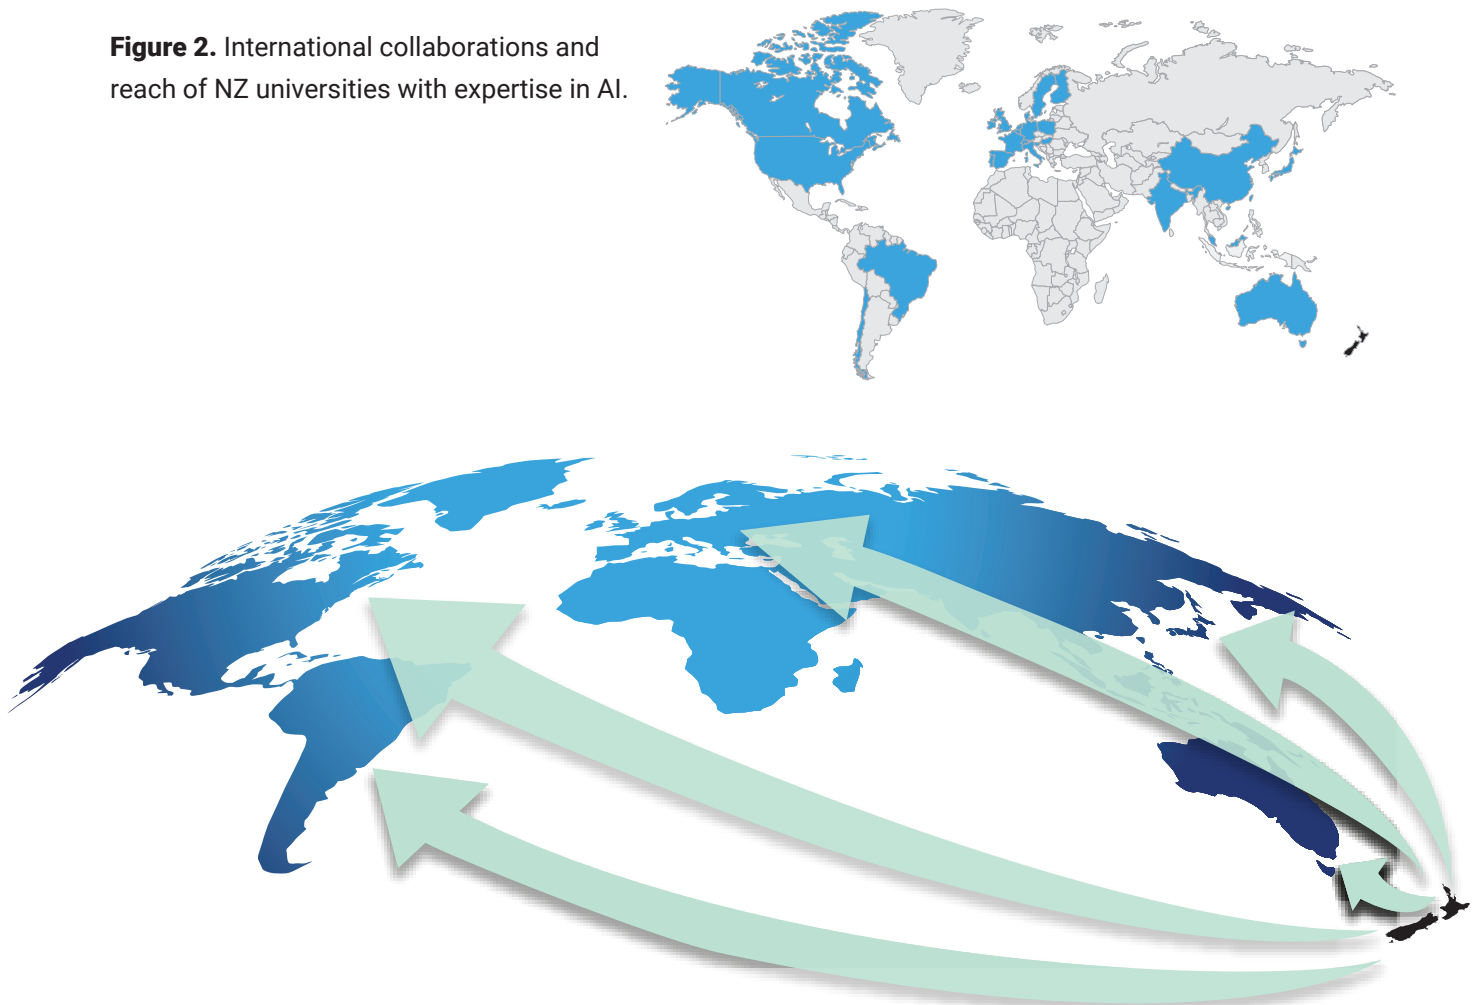 Figure 2. International collaborations and
reach of NZ universities with expertise in AI.